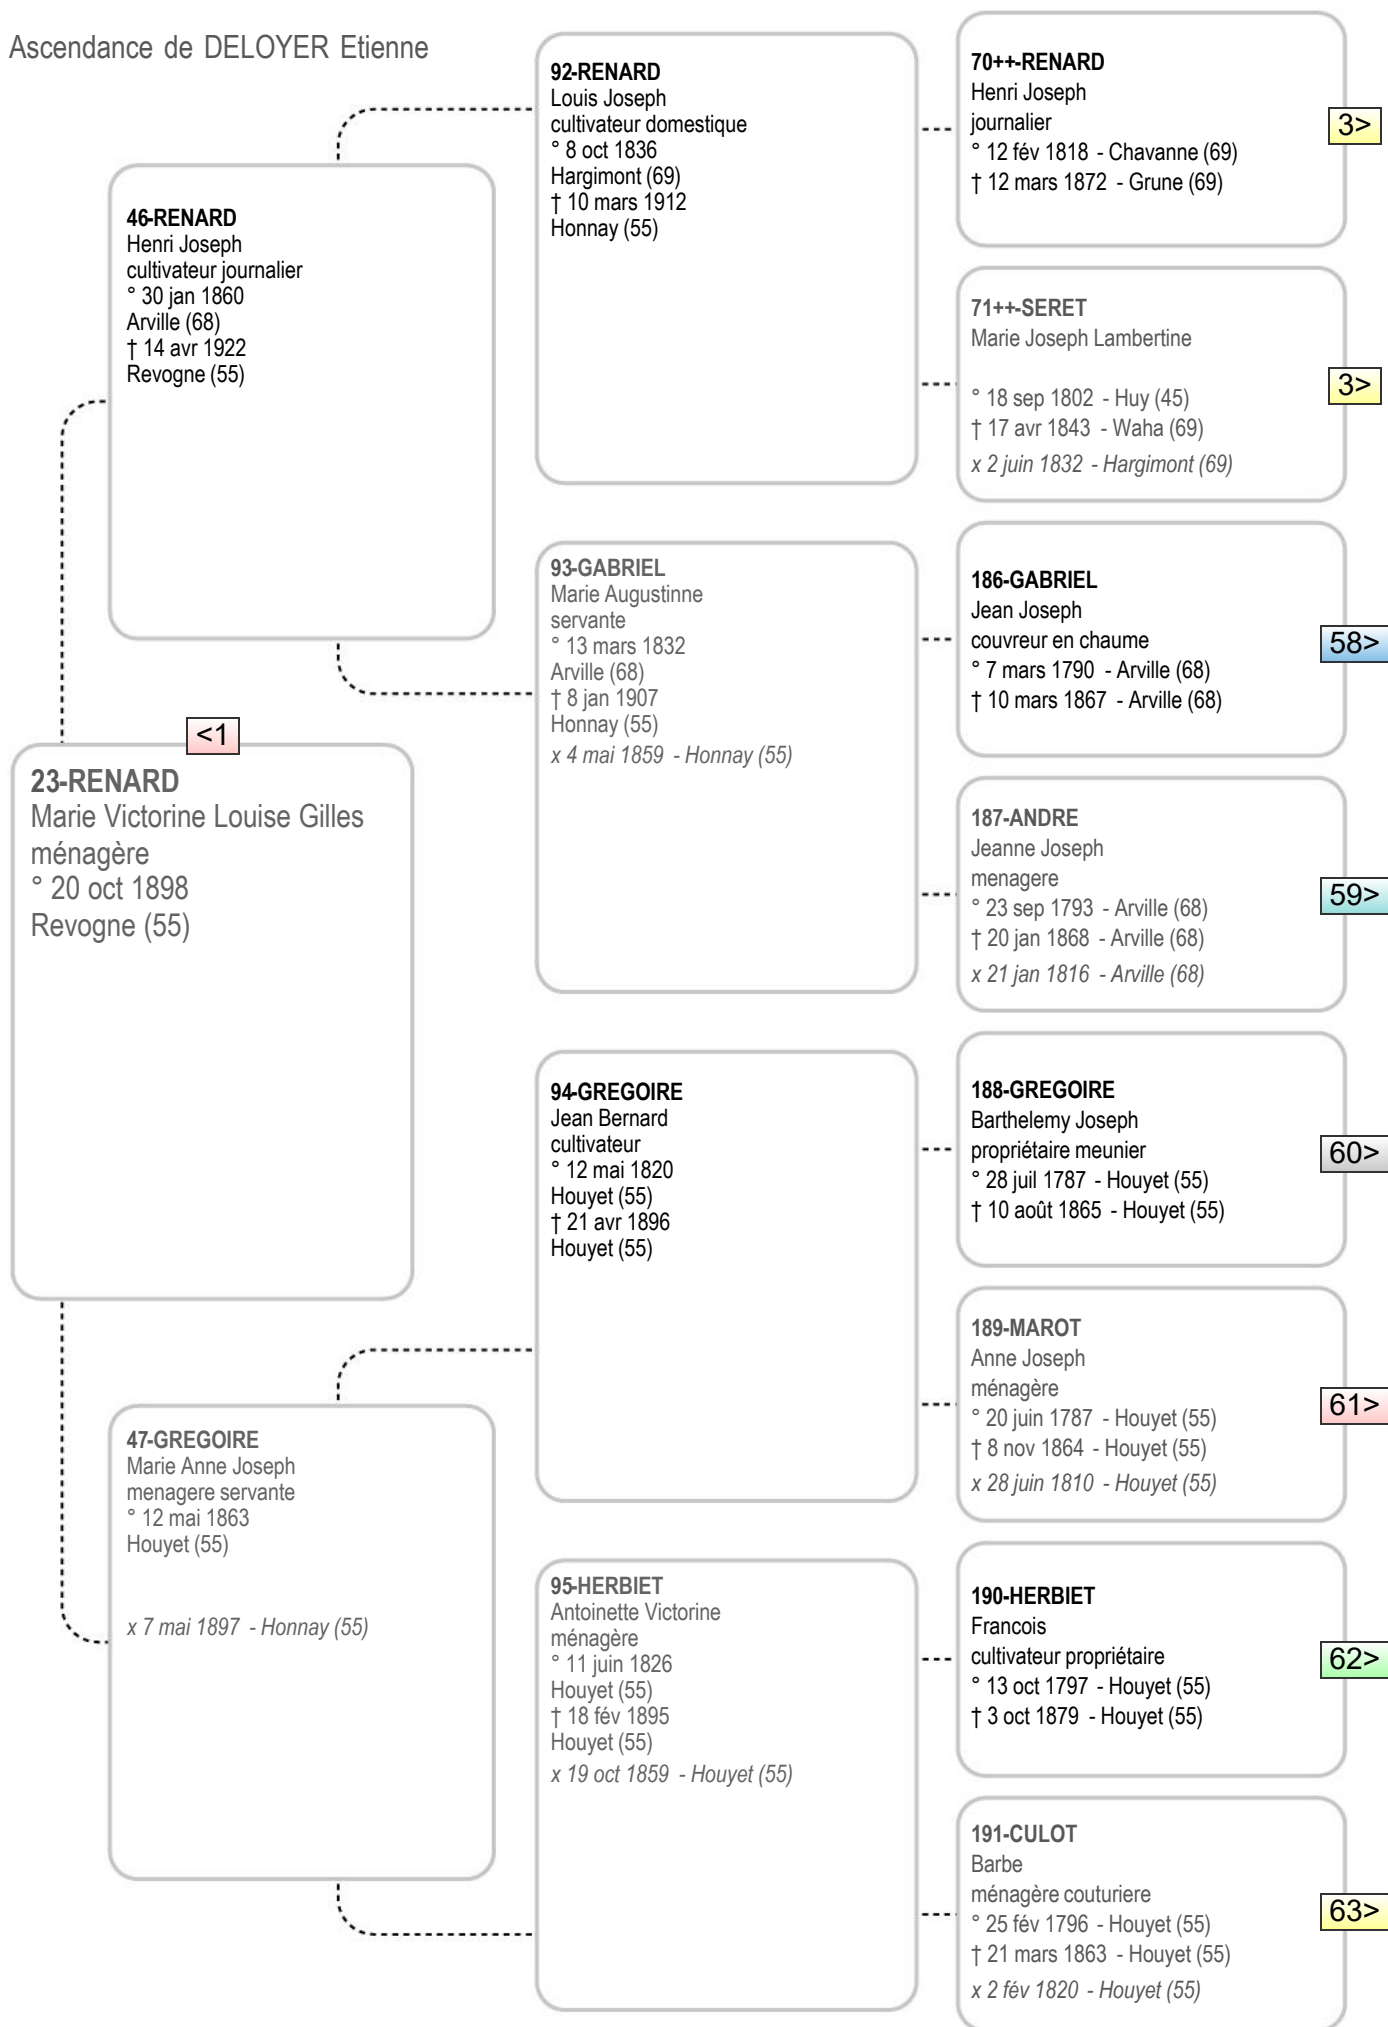 Ascendance de DELOYER Etienne
<1
23-RENARD
Marie Victorine Louise Gilles
ménagère
° 20 oct 1898
Revogne (55)
46-RENARD
Henri Joseph
cultivateur journalier
° 30 jan 1860
Arville (68)
† 14 avr 1922
Revogne (55)
47-GREGOIRE
Marie Anne Joseph
menagere servante
° 12 mai 1863
Houyet (55)
x 7 mai 1897 - Honnay (55)
92-RENARD
Louis Joseph
cultivateur domestique
° 8 oct 1836
Hargimont (69)
† 10 mars 1912
Honnay (55)
93-GABRIEL
Marie Augustinne
servante
° 13 mars 1832
Arville (68)
† 8 jan 1907
Honnay (55)
x 4 mai 1859 - Honnay (55)
94-GREGOIRE
Jean Bernard
cultivateur
° 12 mai 1820
Houyet (55)
† 21 avr 1896
Houyet (55)
95-HERBIET
Antoinette Victorine
ménagère
° 11 juin 1826
Houyet (55)
† 18 fév 1895
Houyet (55)
x 19 oct 1859 - Houyet (55)
70++-RENARD
Henri Joseph
journalier
° 12 fév 1818 - Chavanne (69)
† 12 mars 1872 - Grune (69)
3>
71++-SERET
Marie Joseph Lambertine
° 18 sep 1802 - Huy (45)
† 17 avr 1843 - Waha (69)
x 2 juin 1832 - Hargimont (69)
3>
186-GABRIEL
Jean Joseph
couvreur en chaume
° 7 mars 1790 - Arville (68)
† 10 mars 1867 - Arville (68)
58>
187-ANDRE
Jeanne Joseph
menagere
° 23 sep 1793 - Arville (68)
† 20 jan 1868 - Arville (68)
x 21 jan 1816 - Arville (68)
59>
188-GREGOIRE
Barthelemy Joseph
propriétaire meunier
° 28 juil 1787 - Houyet (55)
† 10 août 1865 - Houyet (55)
60>
189-MAROT
Anne Joseph
ménagère
° 20 juin 1787 - Houyet (55)
† 8 nov 1864 - Houyet (55)
x 28 juin 1810 - Houyet (55)
61>
190-HERBIET
Francois
cultivateur propriétaire
° 13 oct 1797 - Houyet (55)
† 3 oct 1879 - Houyet (55)
62>
191-CULOT
Barbe
ménagère couturiere
° 25 fév 1796 - Houyet (55)
† 21 mars 1863 - Houyet (55)
x 2 fév 1820 - Houyet (55)
63>